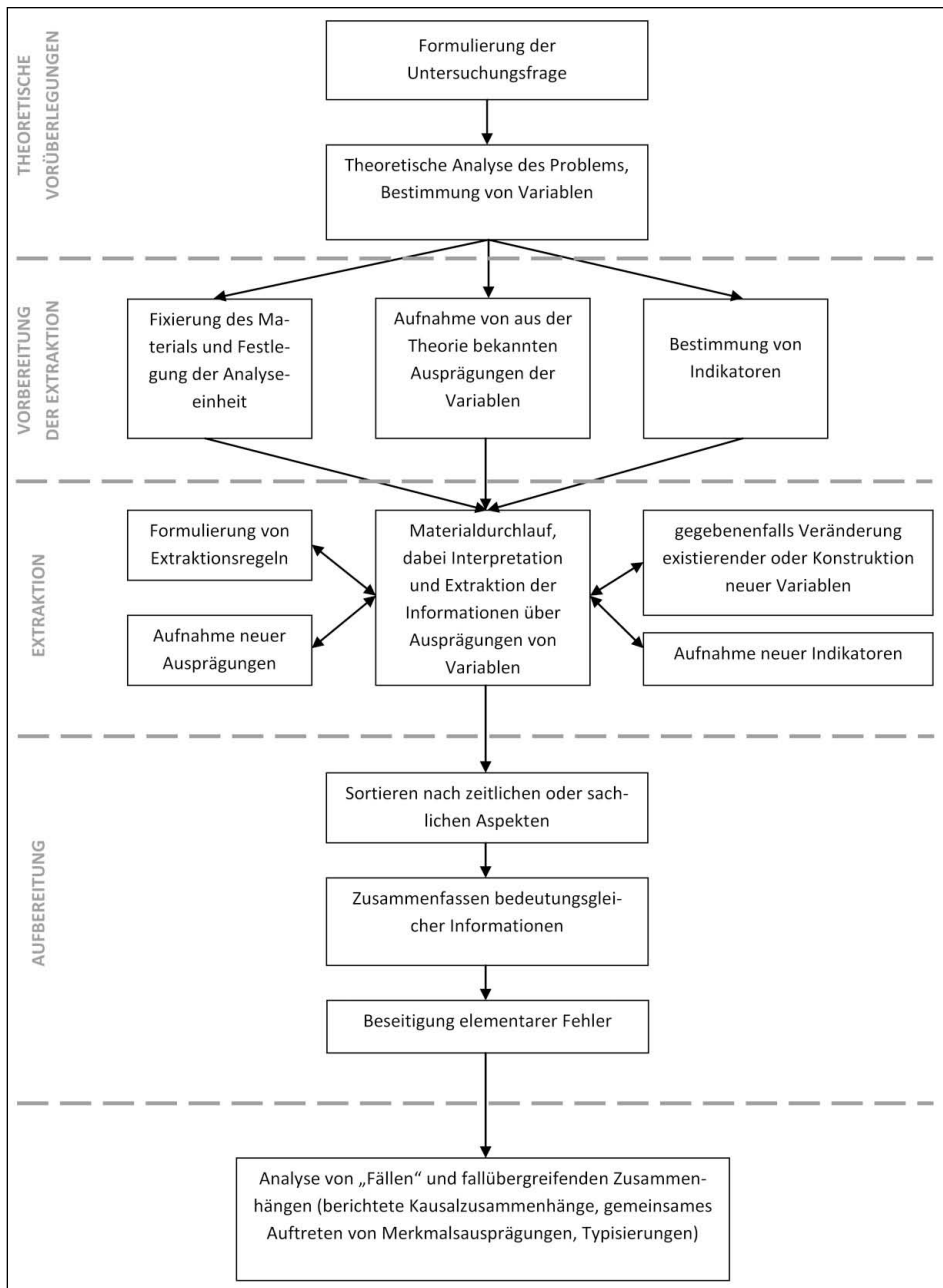 THEORETISCHE
VORÜBERLEGUNGEN
Formulierung der
Untersuchungsfrage
Theoretische Analyse des Problems,
Bestimmung von Variablen
VORBEREITUNG
DER EXTRAKTION
Fixierung des Ma-
terials und Festle-
gung der Analyse-
einheit
Aufnahme von aus der
Theorie bekannten
Ausprägungen der
Variablen
Bestimmung von
Indikatoren
EXTRAKTION
Formulierung von
Extraktionsregeln
Aufnahme neuer
Ausprägungen
Materialdurchlauf,
dabei Interpretation
und Extraktion der
Informationen über
Ausprägungen von
Variablen
gegebenenfalls Veränderung
existierender oder Konstruktion
neuer Variablen
Aufnahme neuer Indikatoren
AUFBEREITUNG
Sortieren nach zeitlichen oder sach-
lichen Aspekten
Zusammenfassen bedeutungsglei-
cher Informationen
Beseitigung elementarer Fehler
Analyse von „Fällen“ und fallübergreifenden Zusammen-
hängen (berichtete Kausalzusammenhänge, gemeinsames
Auftreten von Merkmalsausprägungen, Typisierungen)